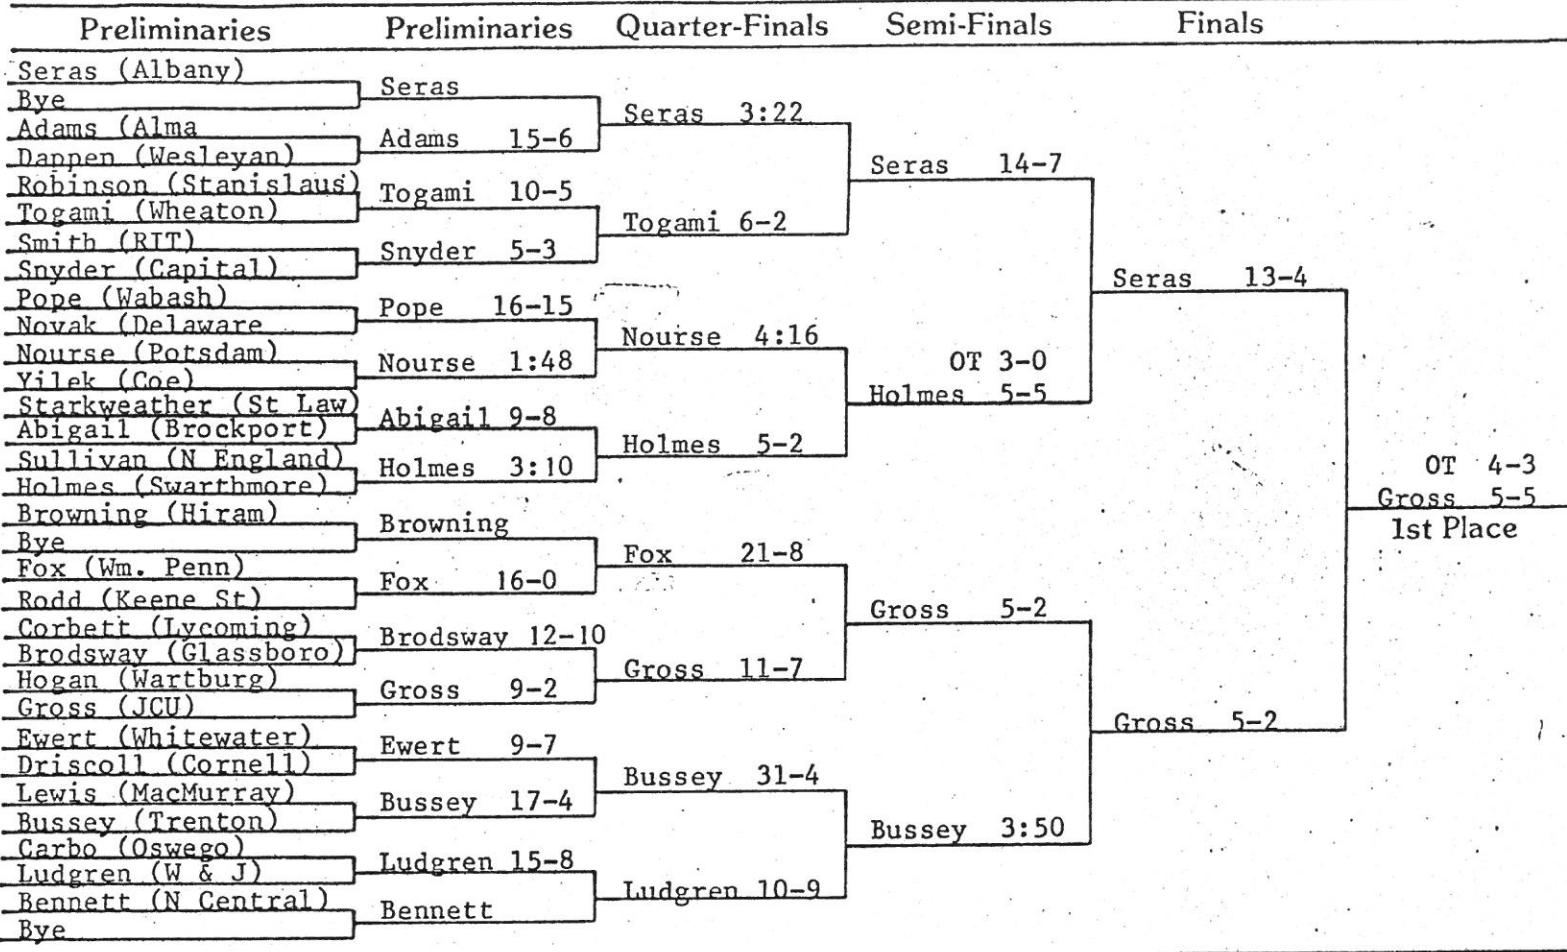 Preliminaries Preliminaries Quarter-Finals Semi-Finals Finals
Seras (Albany)
Bye
Adams (Alma
Dappen (Wesleyan)
Robinson (Stanislaus)
Togami (Wheaton)
Smith (RIT)
Snyder (Capital)
Pope (Wabash)
Novak (Delaware
Nourse (Potsdam)
Yilek (Coe)
Starkweather (St Law)
Abigail (Brockport)
Sullivan (N England)
Holmes (Swarthmore)
Browning (Hiram)
Bye
Fox (Wm. Penn)
Rodd (Keene St)
Corbett (Lycoming)
Brodsway (Glassboro)
Hogan (Wartburg)
Gross (JCU)
Ewert (Whitewater)
Driscoll (Cornell)
Lewis (MacMurray)
Bussey (Trenton)
Carbo (Oswego)
Ludgren (W & J)
Bennett (N Central)
Bye
Seras
Adams 15-6
Togami 10-5
Snyder 5-3
Pope 16-15
Nourse 1:48
Abigail 9-8
Holmes 3:10
Browning
Fox 16-0
Brodsway 12-10
Gross 9-2
Ewert 9-7
Bussey 17-4
Ludgren 15-8
Bennett
Seras 3:22
Togami 6-2
Nourse 4:16
Holmes 5-2
Fox 21-8
Gross 11-7
Bussey 31-4
Ludgren 10-9
Seras 14-7
OT 3-0
Holmes 5-5
Gross 5-2
Bussey 3:50
Seras 13-4
Gross 5-2
OT 4-3
Gross 5-5
1st Place